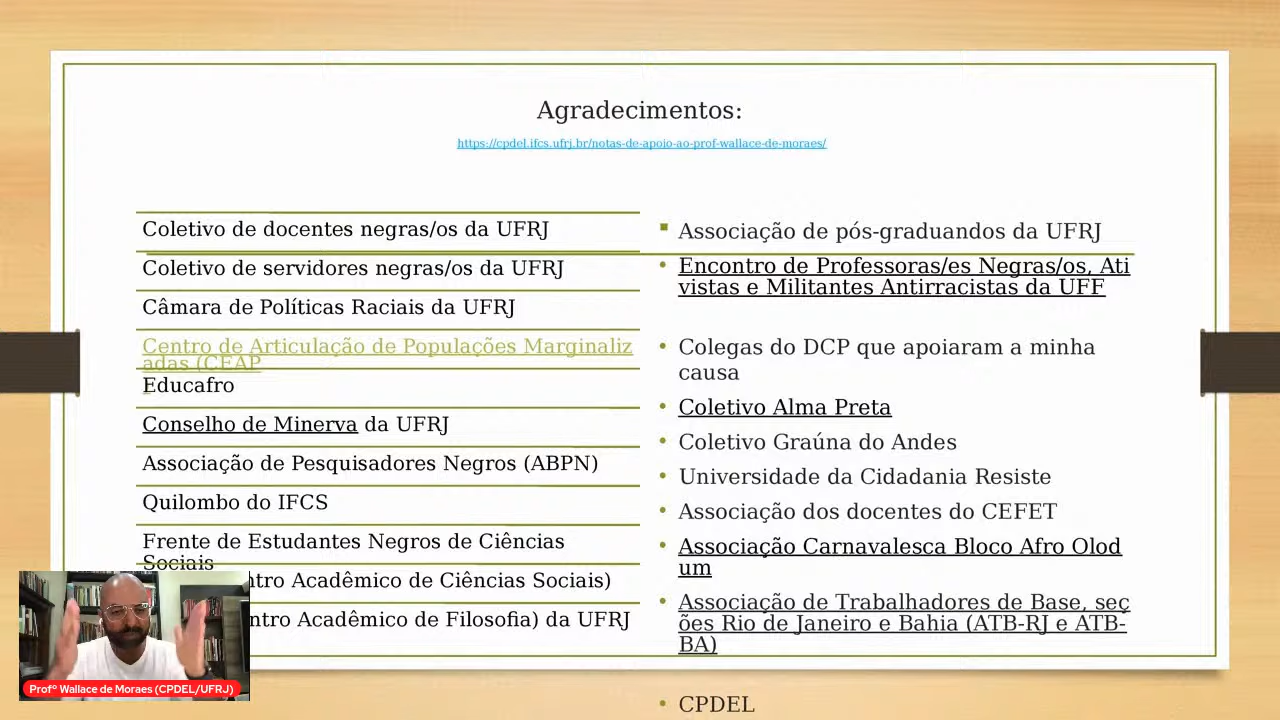 Agradecimentos:
https://cpdel.ifcs.ufrj.br/notas-de-apoio-ao-prof-wallace-de-moraes/
Coletivo de docentes negras/os da UFRJ
Coletivo de servidores negras/os da UFRJ
Câmara de Políticas Raciais da UFRJ
Centro de Articulação de Populações Marginaliz
adas (CEAP
Educafro
Conselho de Minerva da UFRJ
Associação de Pesquisadores Negros (ABPN)
Quilombo do IFCS
Frente de Estudantes Negros de Ciências
Sociais
ntro Acadêmico de Ciências Sociais)
ntro Acadêmico de Filosofia) da UFRJ
Associação de pós-graduandos da UFRJ
Encontro de Professoras/es Negras/os, Ati
vistas e Militantes Antirracistas da UFF
Colegas do DCP que apoiaram a minha
causa
Coletivo Alma Preta
Coletivo Graúna do Andes
Universidade da Cidadania Resiste
Associação dos docentes do CEFET
Associação Carnavalesca Bloco Afro Olod
um
Associação de Trabalhadores de Base, sec
ões Rio de Janeiro e Bahia (ATB-RJ e ATB-
BA)
CPDEL
Profº Wallace de Moraes (CPDEL/UFRJ)